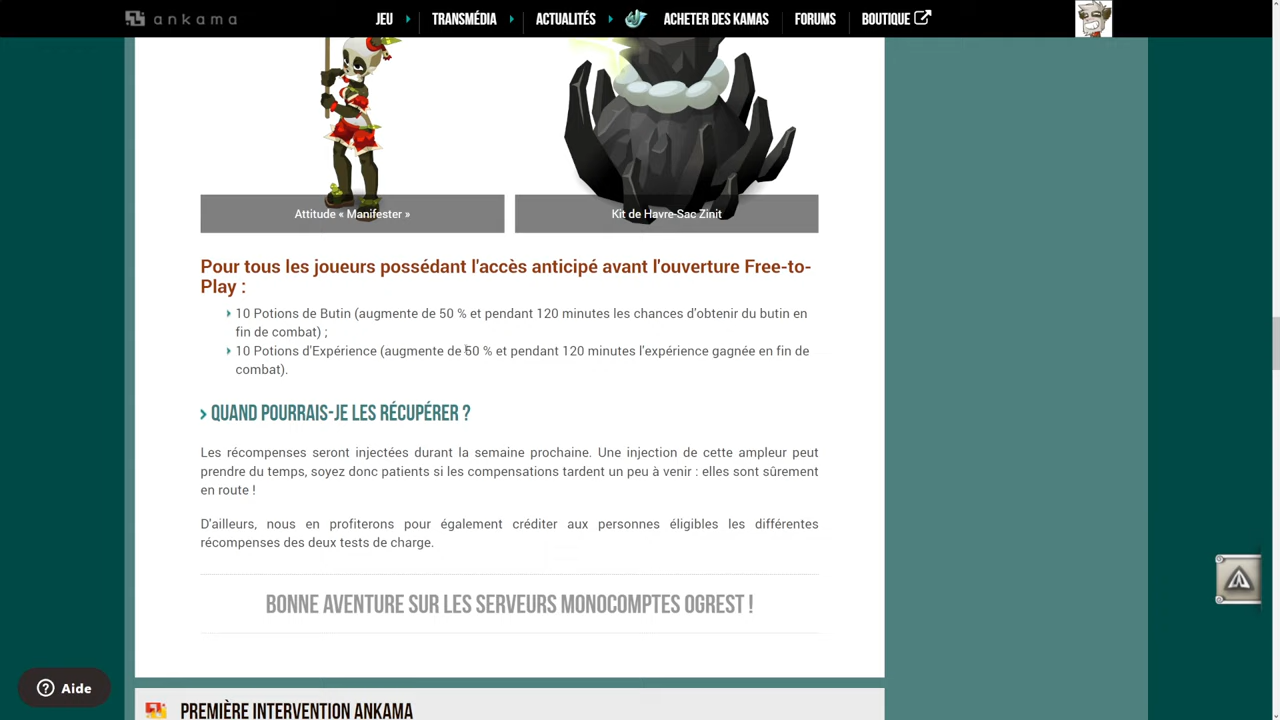 ankama JEU TRANSMÉDIA ACTUALITÉS ACHETER DES KAMAS FORUMS BOUTIQUE
Attitude « Manifester » Kit de Havre-Sac Zinit
Pour tous les joueurs possédant l'accès anticipé avant l'ouverture Free-to-
Play :
10 Potions de Butin (augmente de 50 % et pendant 120 minutes les chances d'obtenir du butin en
fin de combat) ;
10 Potions d'Expérience (augmente de 50 % et pendant 120 minutes l'expérience gagnée en fin de
combat).
QUAND POURRAIS-JE LES RÉCUPÉRER ?
Les récompenses seront injectées durant la semaine prochaine. Une injection de cette ampleur peut
prendre du temps, soyez donc patients si les compensations tardent un peu à venir : elles sont sûrement
en route !
D'ailleurs, nous en profiterons pour également créditer aux personnes éligibles les différentes
récompenses des deux tests de charge.
BONNE AVENTURE SUR LES SERVEURS MONOCOMPTES OGREST !
Aide
PREMIÈRE INTERVENTION ANKAMA